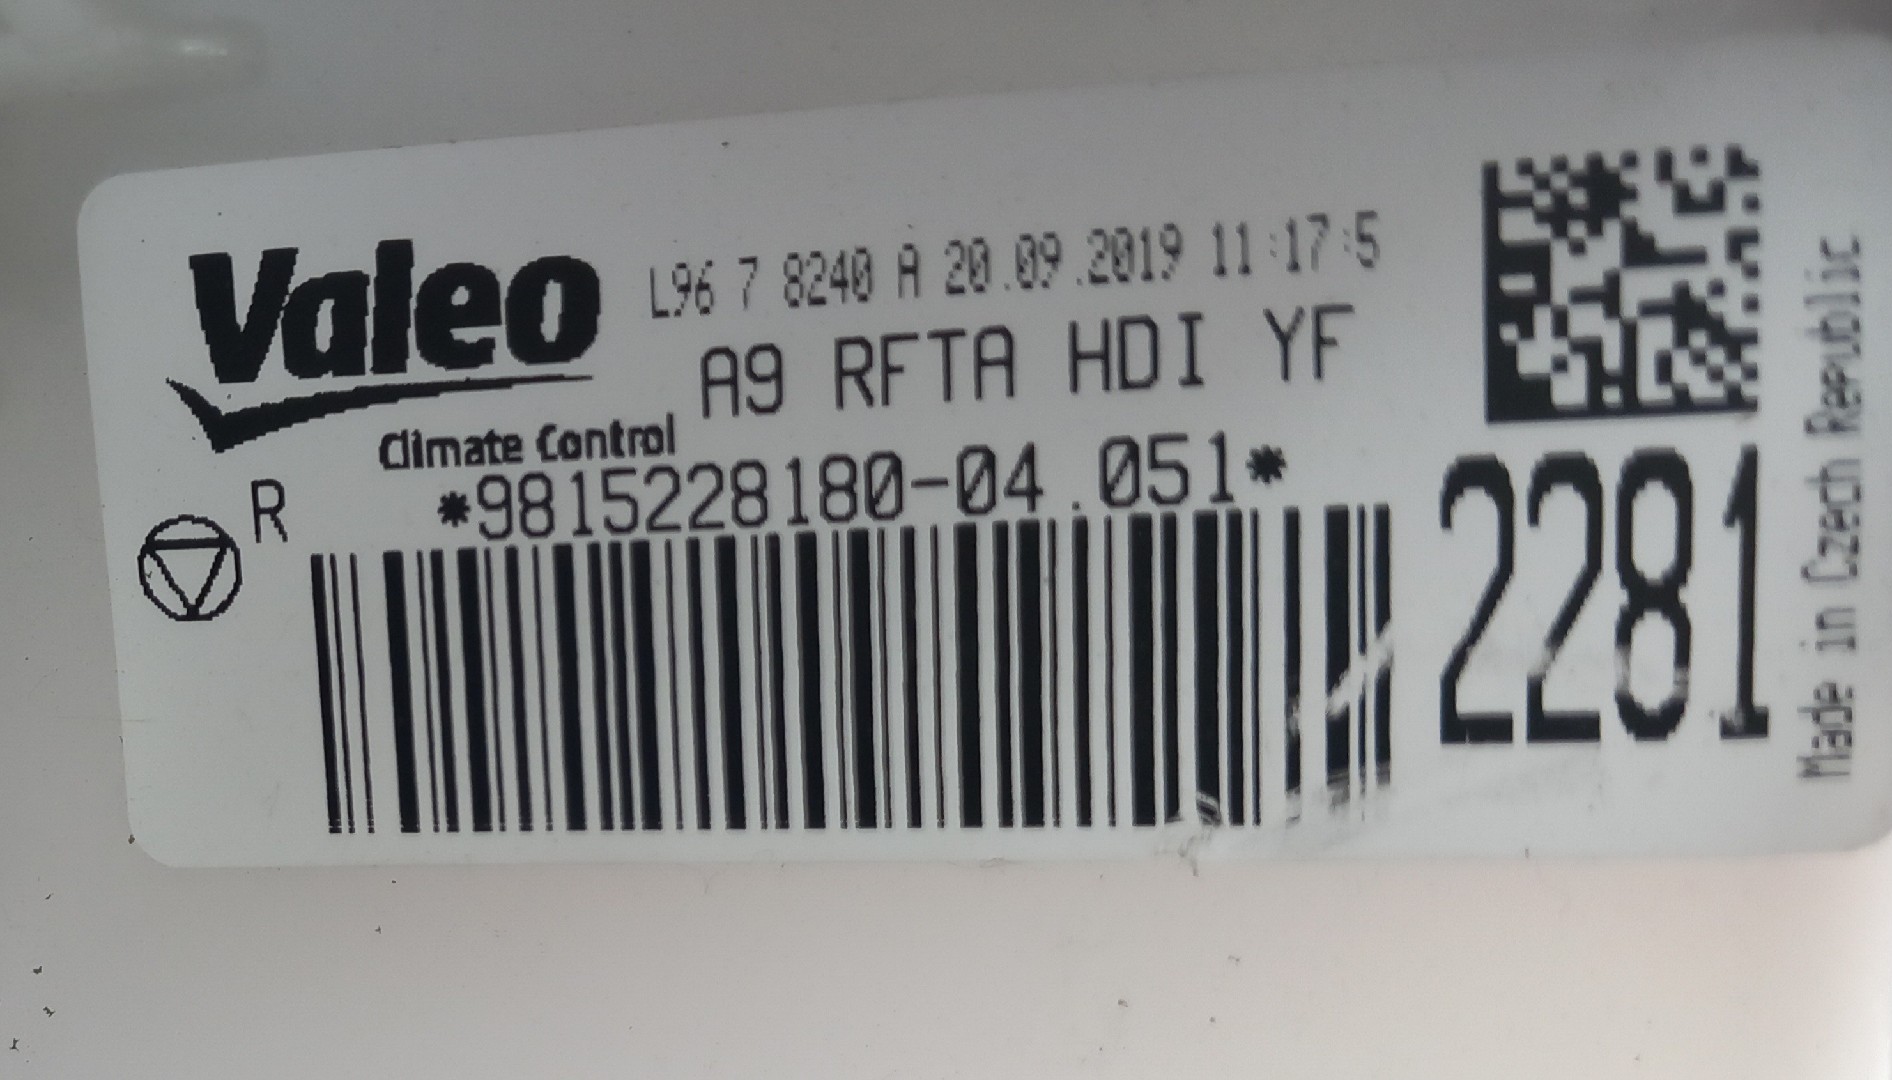 Valeo
L96 7 8240 A 20.09.2019 11:17:5
A9 RFTA HDI YF
Climate Control
*9815228180-04.051*
R
2281
Made in Czech Republic